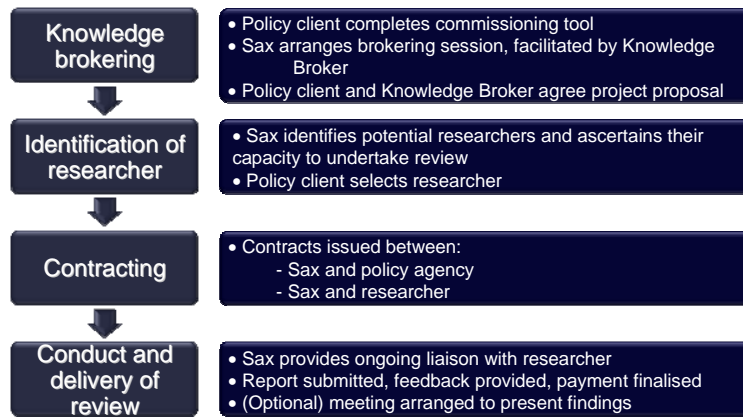 Knowledge
brokering
• Policy client completes commissioning tool
• Sax arranges brokering session, facilitated by Knowledge
Broker
• Policy client and Knowledge Broker agree project proposal
Identification of
researcher
• Sax identifies potential researchers and ascertains their
capacity to undertake review
• Policy client selects researcher
Contracting
• Contracts issued between:
- Sax and policy agency
- Sax and researcher
Conduct and
delivery of
review
• Sax provides ongoing liaison with researcher
• Report submitted, feedback provided, payment finalised
• (Optional) meeting arranged to present findings